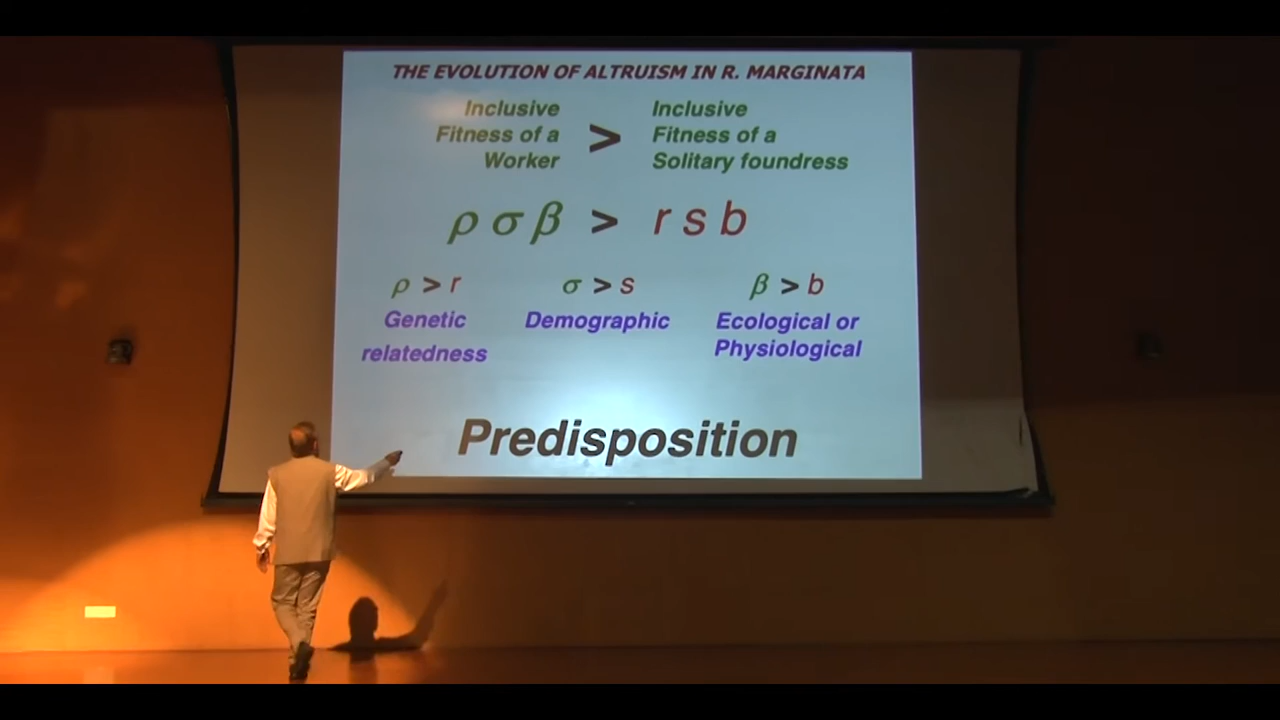 THE EVOLUTION OF ALTRUISM IN R. MARGINATA
Inclusive
Fitness of a
Worker
>
Inclusive
Fitness of a
Solitary foundress
ρ σ β > r s b
ρ > r
Genetic
relatedness
σ > s
Demographic
β > b
Ecological or
Physiological
Predisposition